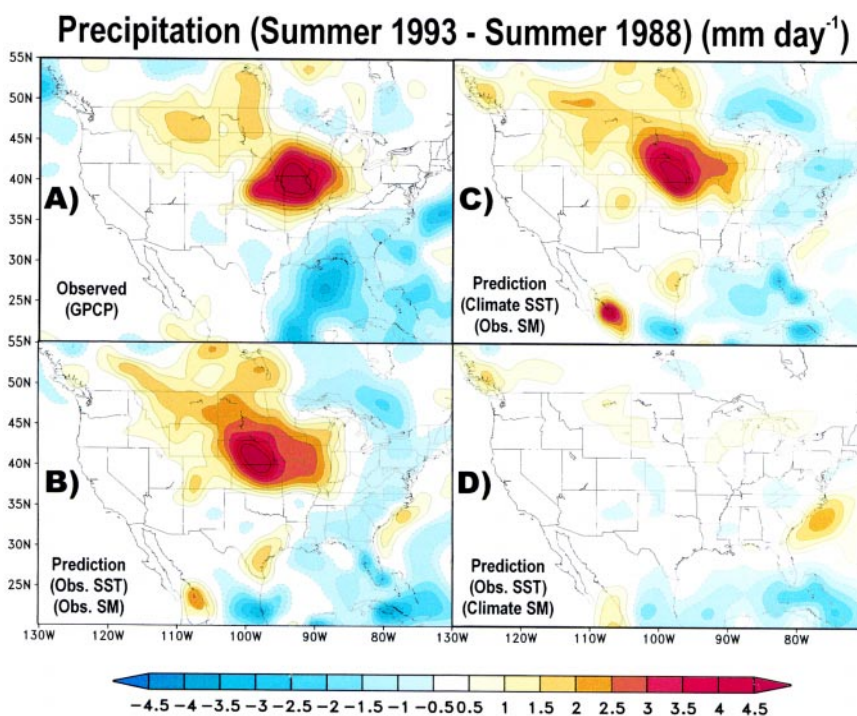 Precipitation (Summer 1993 - Summer 1988) (mm day⁻¹)
55N
50N
45N
40N
35N
30N
25N
A)
Observed
(GPCP)
C)
Prediction
(Climate SST)
(Obs. SM)
55N
50N
45N
40N
35N
30N
25N
B)
Prediction
(Obs. SST)
(Obs. SM)
D)
Prediction
(Obs. SST)
(Climate SM)
130W 120W 110W 100W 90W 80W 130W 120W 110W 100W 90W 80W
-4.5 -4 -3.5 -3 -2.5 -2 -1.5 -1 -0.5 0.5 1 1.5 2 2.5 3 3.5 4 4.5